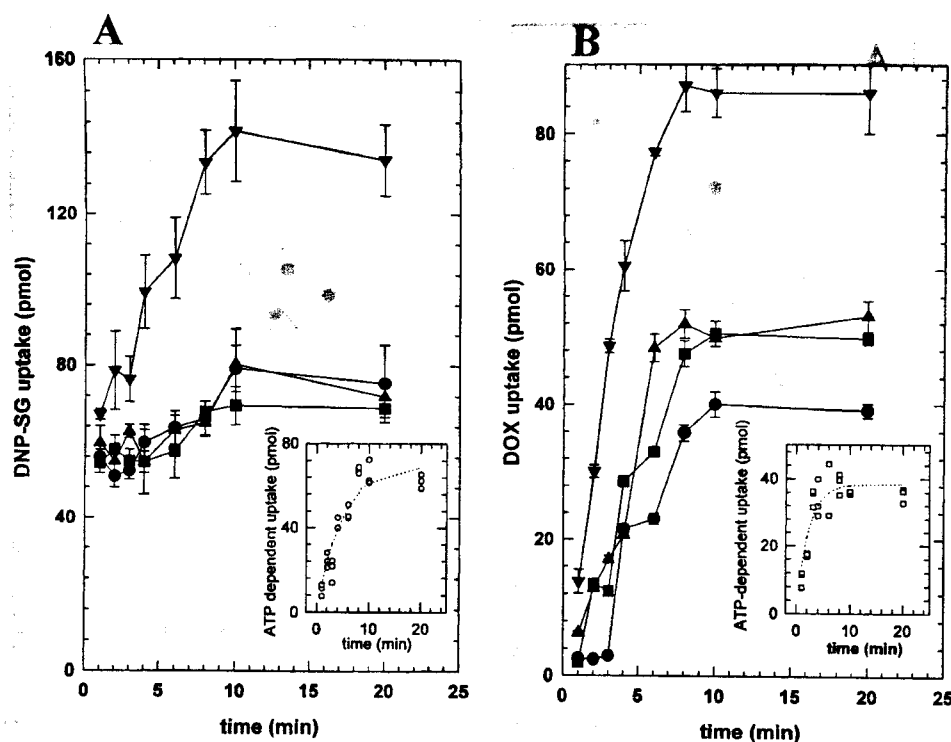 A
B
160
120
80
40
0
DNP-SG uptake (pmol)
0 5 10 15 20 25
time (min)
80
40
0
ATP dependent uptake (pmol)
0 10 20
time (min)
80
60
40
20
0
DOX uptake (pmol)
0 5 10 15 20 25
time (min)
40
20
0
ATP-dependent uptake (pmol)
0 10 20
time (min)